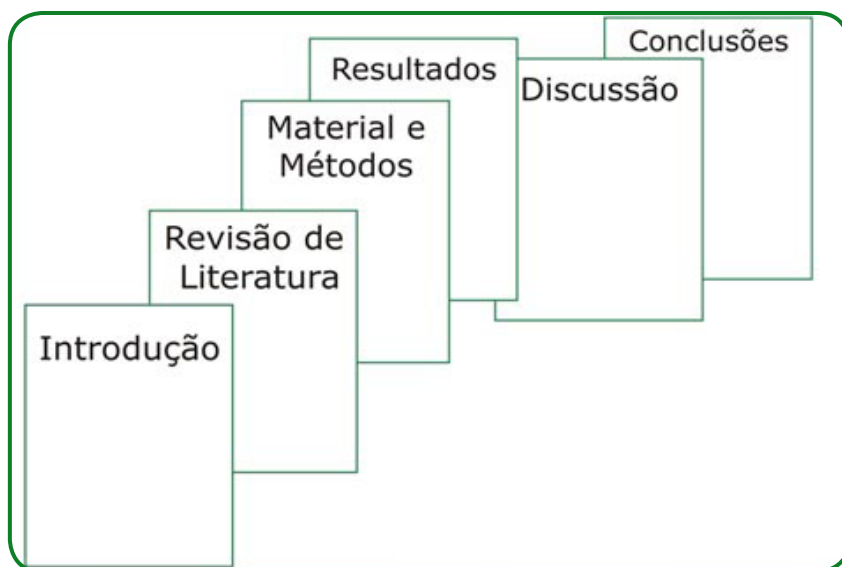 Introdução
Revisão de
Literatura
Material e
Métodos
Resultados
Discussão
Conclusões